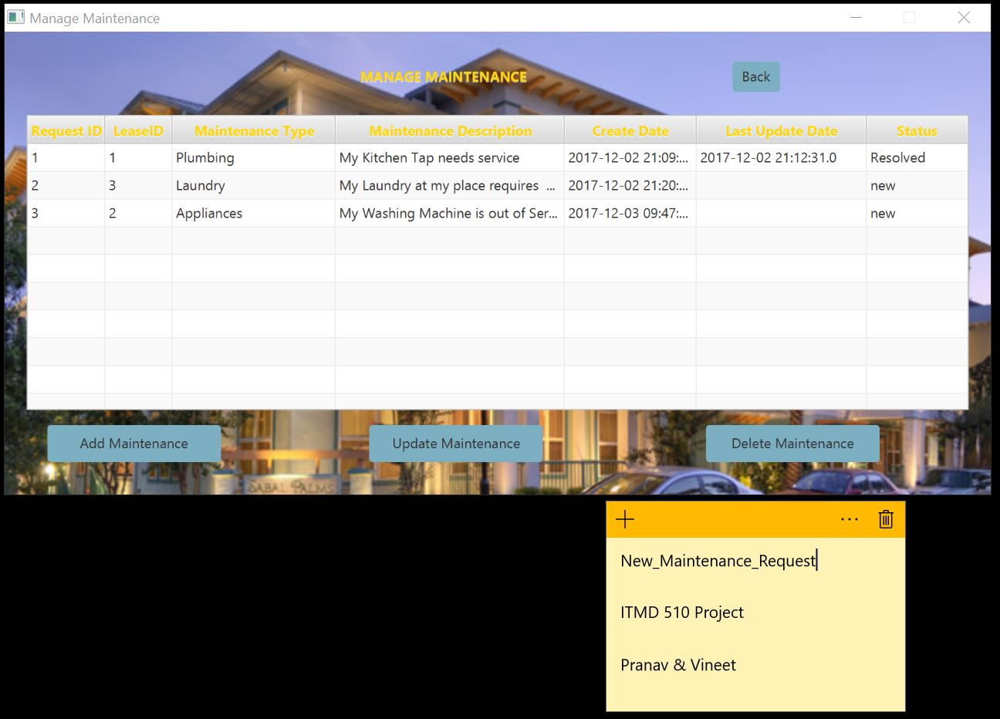 Manage Maintenance
MANAGE MAINTENANCE
Back
Request ID LeaseID Maintenance Type Maintenance Description Create Date Last Update Date Status
1 1 Plumbing My Kitchen Tap needs service 2017-12-02 21:09:... 2017-12-02 21:12:31.0 Resolved
2 3 Laundry My Laundry at my place requires ... 2017-12-02 21:20:... new
3 2 Appliances My Washing Machine is out of Ser... 2017-12-03 09:47:... new
Add Maintenance Update Maintenance Delete Maintenance
SABAL PALMS
New_Maintenance_Request
ITMD 510 Project
Pranav & Vineet